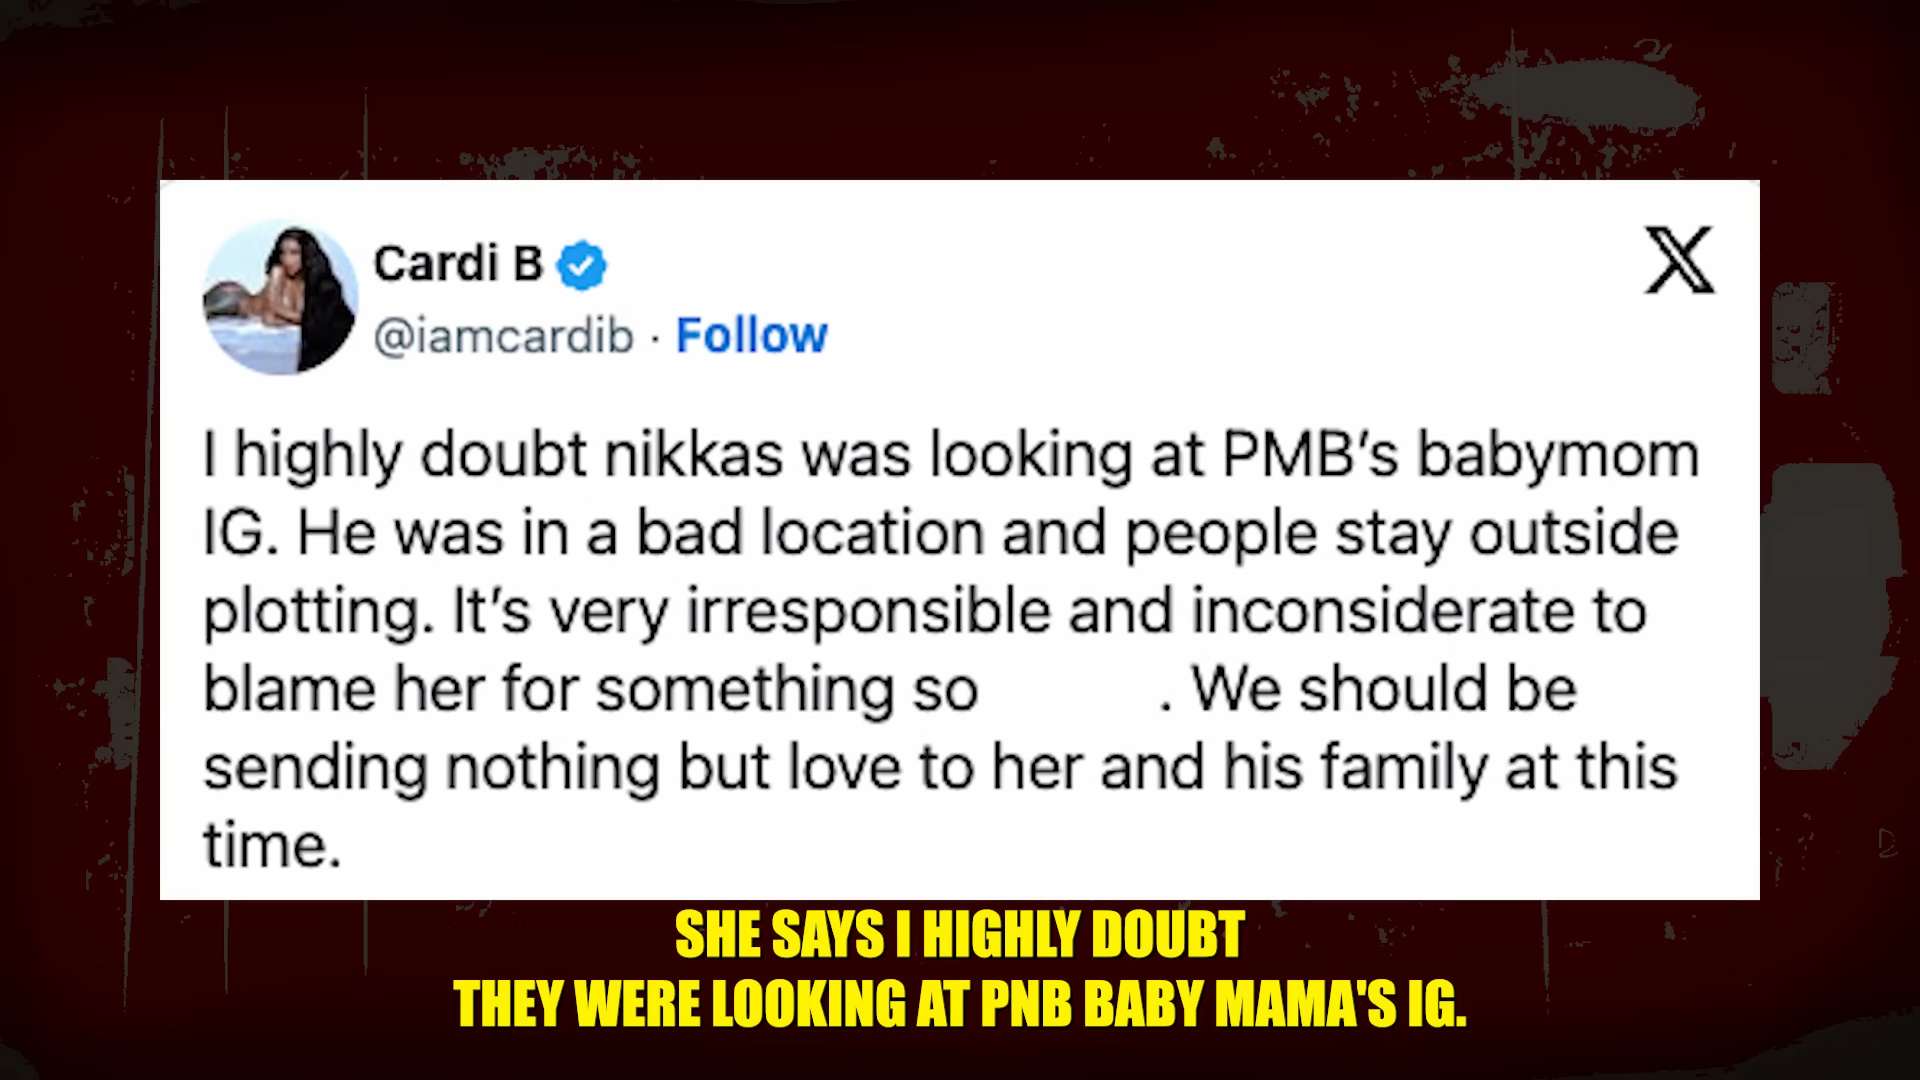 Cardi B
@iamcardib · Follow
I highly doubt nikkas was looking at PMB's babymom
IG. He was in a bad location and people stay outside
plotting. It's very irresponsible and inconsiderate to
blame her for something so . We should be
sending nothing but love to her and his family at this
time.
SHE SAYS I HIGHLY DOUBT
THEY WERE LOOKING AT PNB BABY MAMA'S IG.